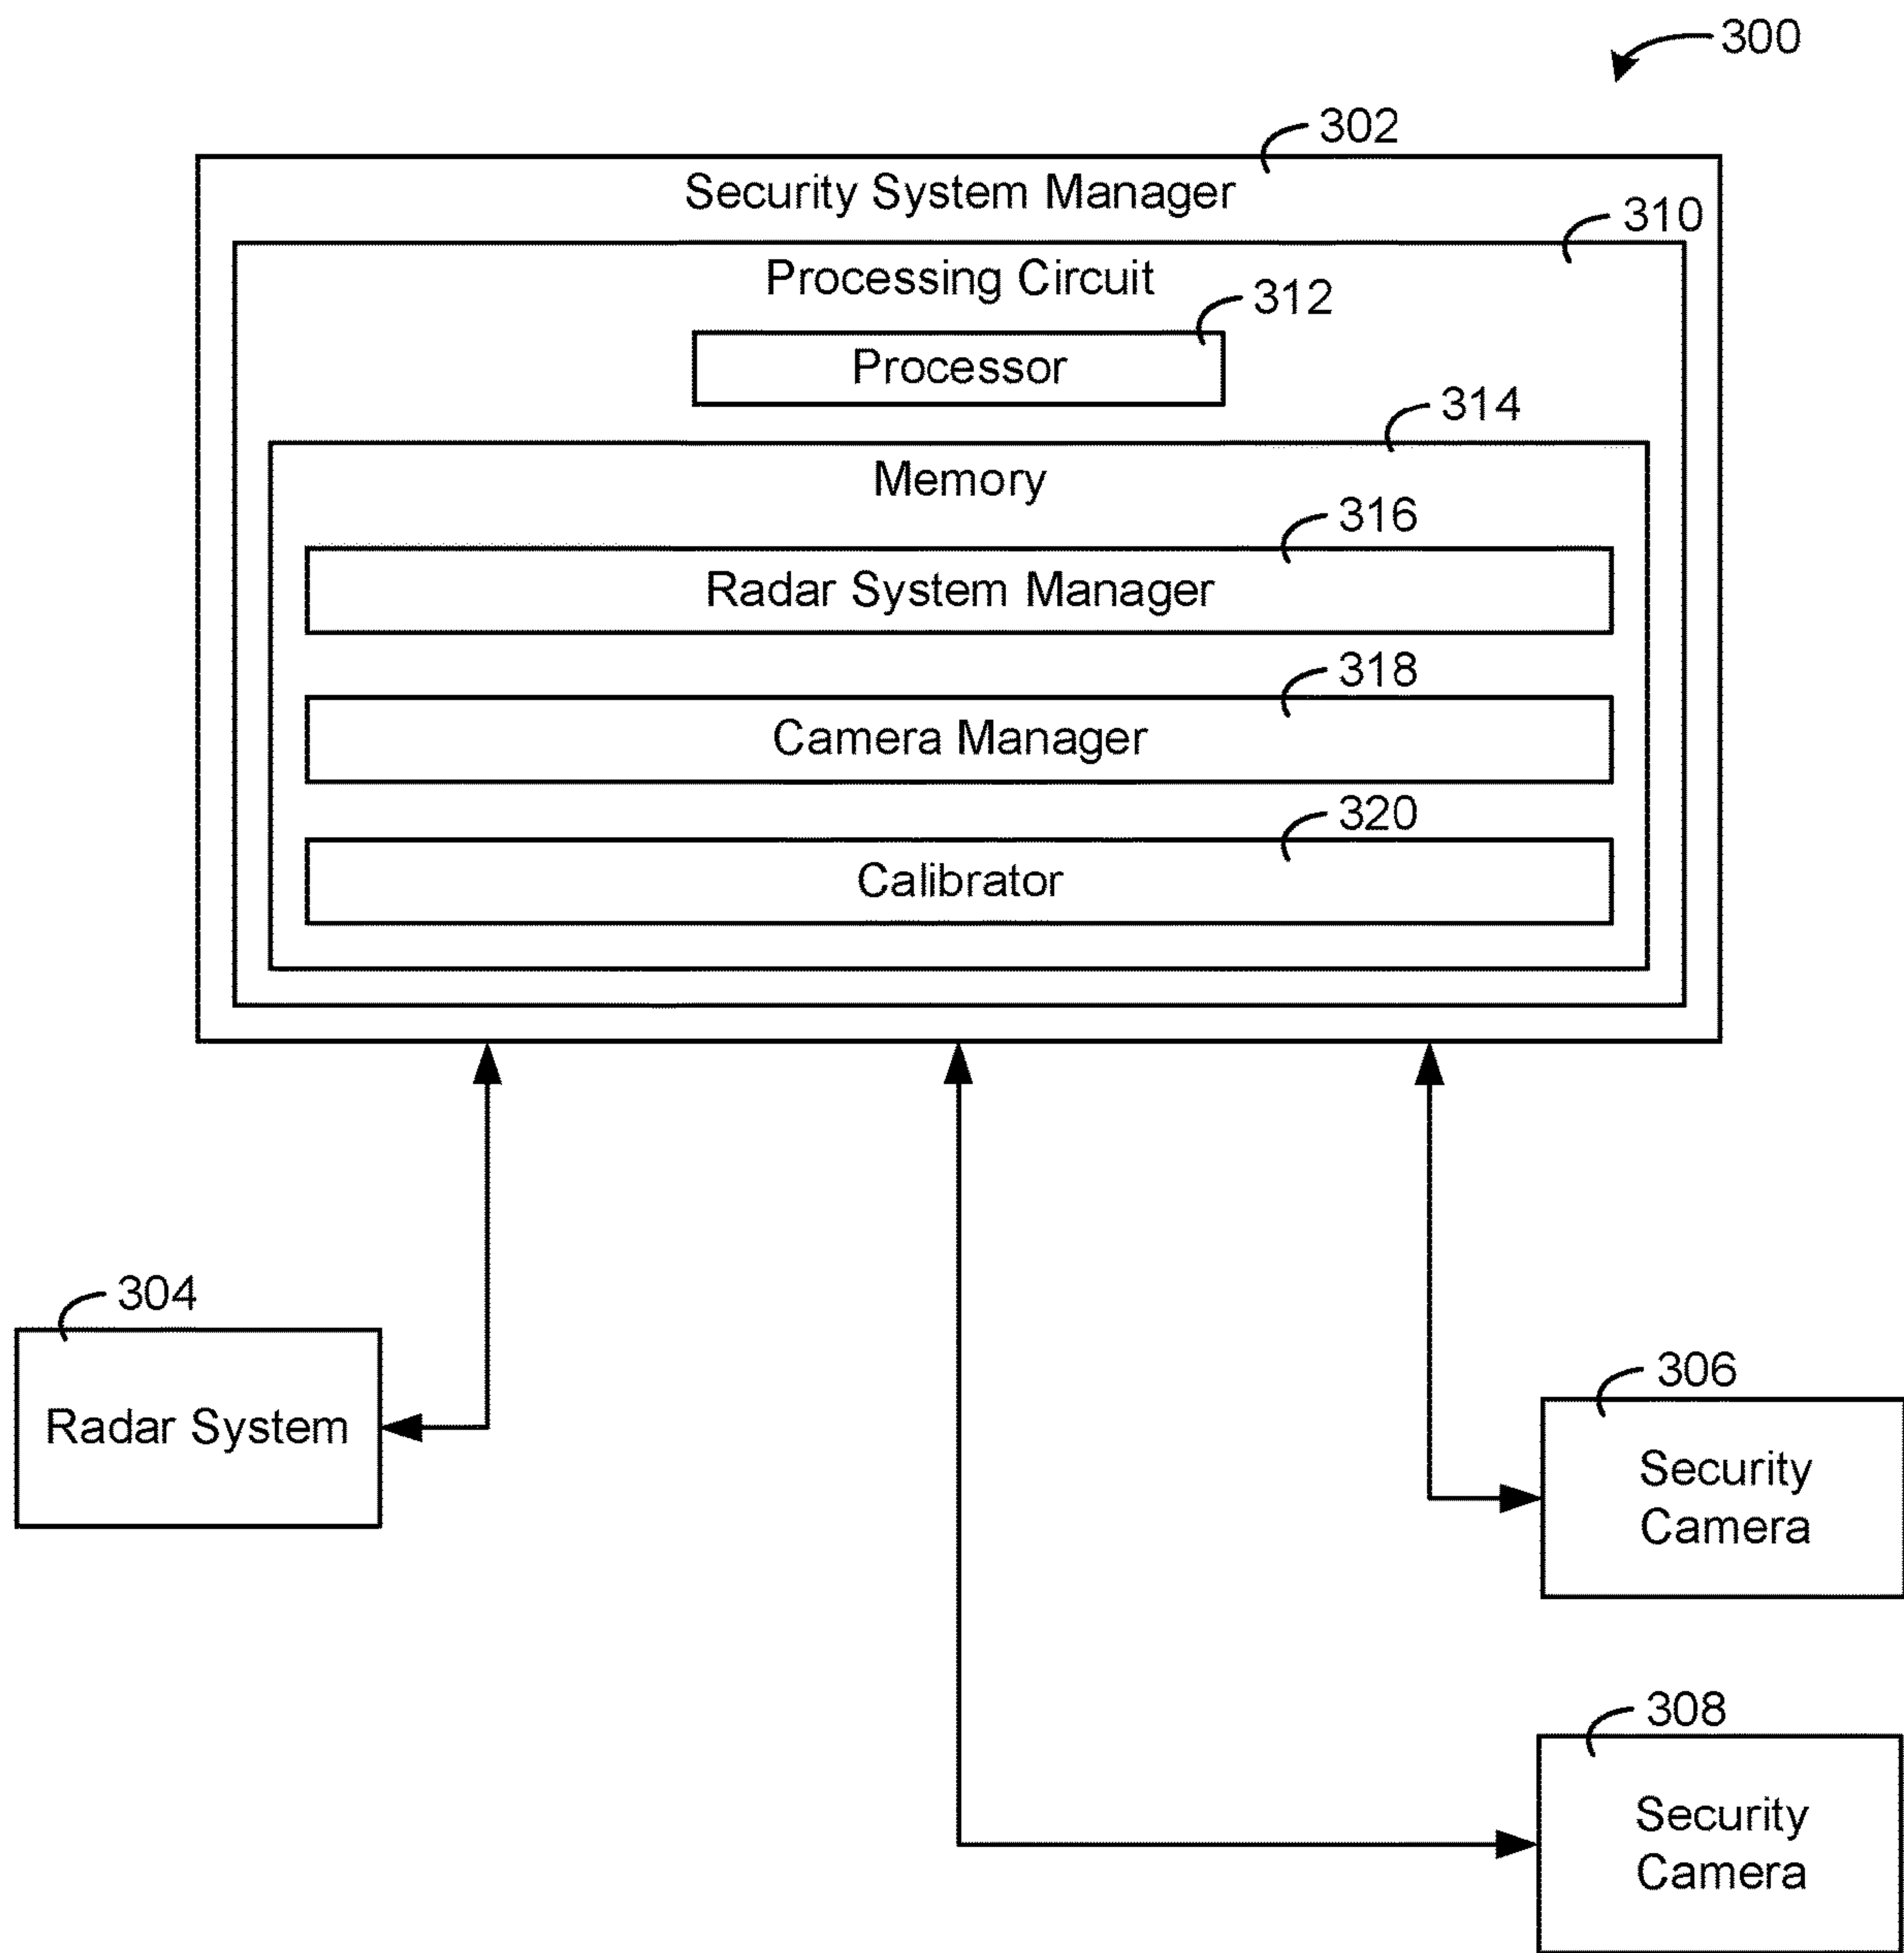 300
302
Security System Manager
310
Processing Circuit
312
Processor
314
Memory
316
Radar System Manager
318
Camera Manager
320
Calibrator
304
Radar System
306
Security
Camera
308
Security
Camera